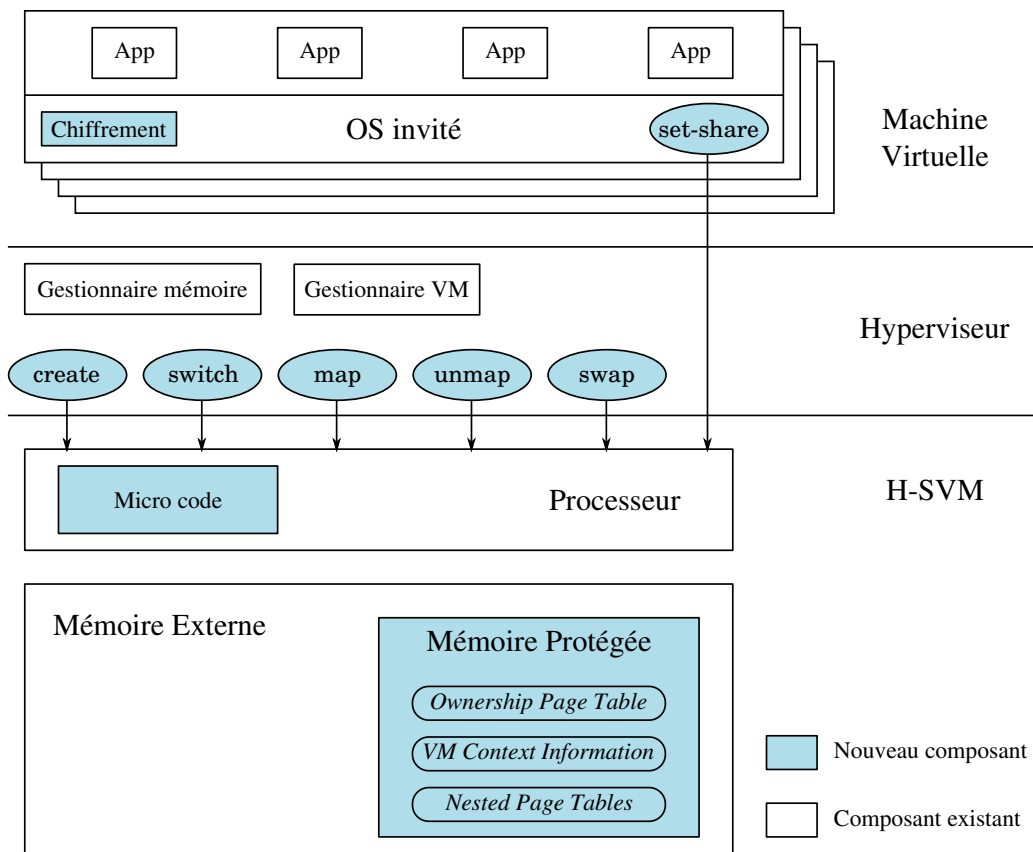 App App App App
Chiffrement OS invité set-share
Machine
Virtuelle
Gestionnaire mémoire Gestionnaire VM
Hyperviseur
create switch map unmap swap
H-SVM
Micro code Processeur
Mémoire Externe
Mémoire Protégée
Ownership Page Table
VM Context Information
Nested Page Tables
Nouveau composant
Composant existant